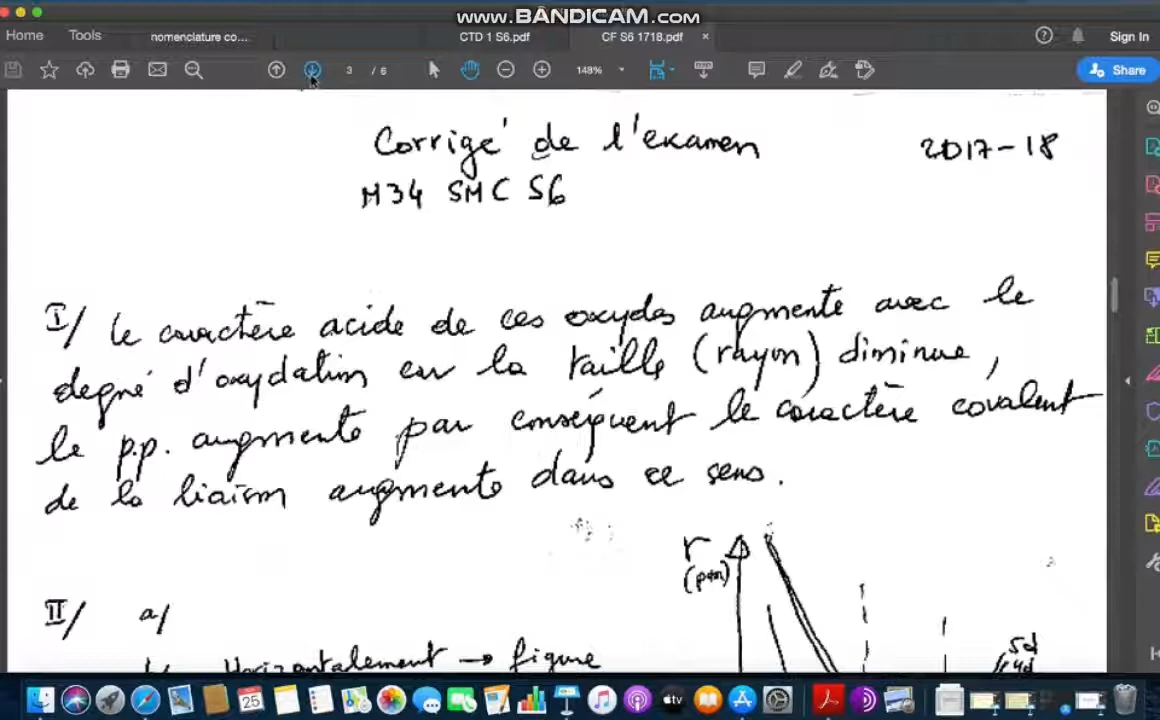 www.BANDICAM.com
Home Tools nomenclature co... CTD 1 S6.pdf CF S6 1718.pdf × Sign In
3 / 6 148% Share
Corrigé de l'examen 2017-18
M34 SMC S6
I/ Le caractère acide de ces oxydes augmente avec le
degré d'oxydation car la taille (rayon) diminue,
le p.p. augmente par conséquent le caractère covalent
de la liaison augmente dans ce sens.
r
(pm)
II/ a/
5d
4d
Horizontalement → figure
25
tv